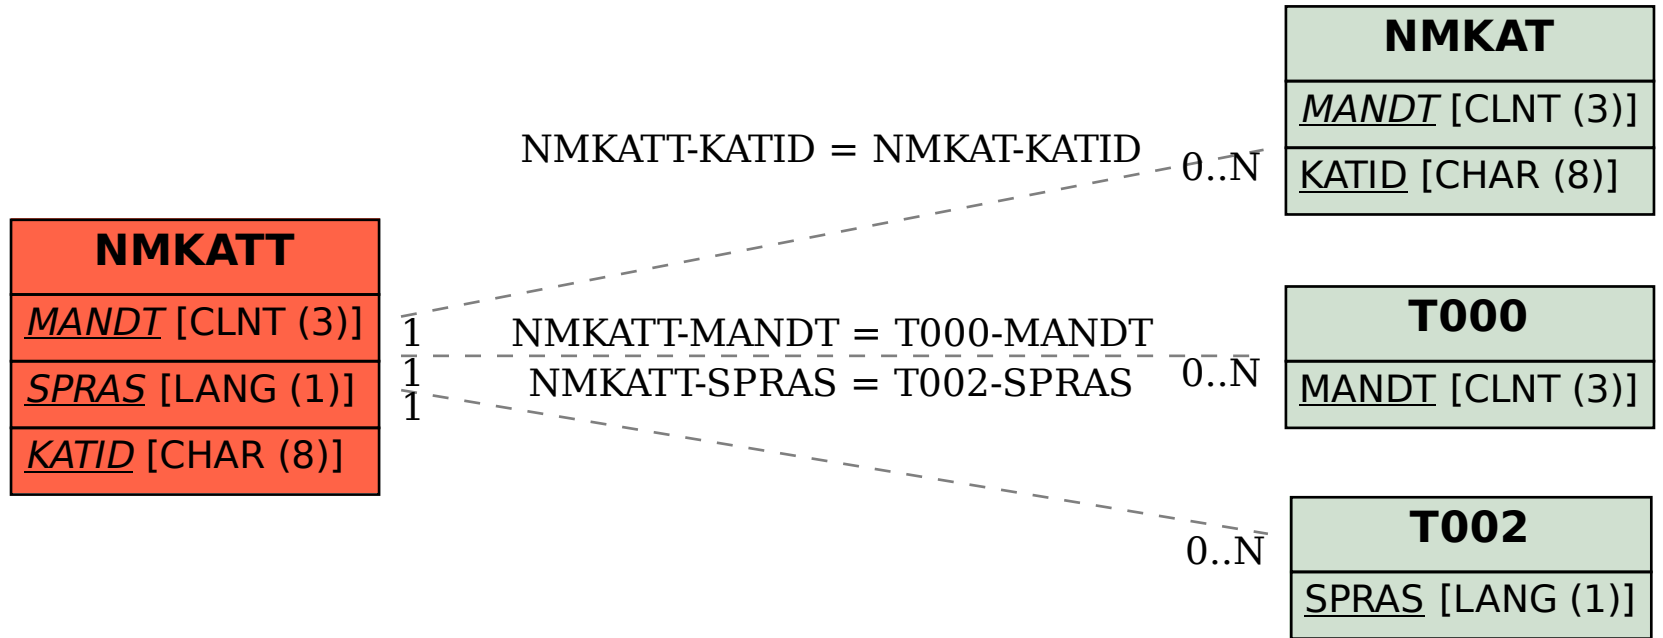 NMKAT
MANDT [CLNT (3)]
KATID [CHAR (8)]
NMKATT-KATID = NMKAT-KATID
0..N
NMKATT
MANDT [CLNT (3)]
SPRAS [LANG (1)]
KATID [CHAR (8)]
1
NMKATT-MANDT = T000-MANDT
1
0..N
NMKATT-SPRAS = T002-SPRAS
1
0..N
T000
MANDT [CLNT (3)]
T002
SPRAS [LANG (1)]